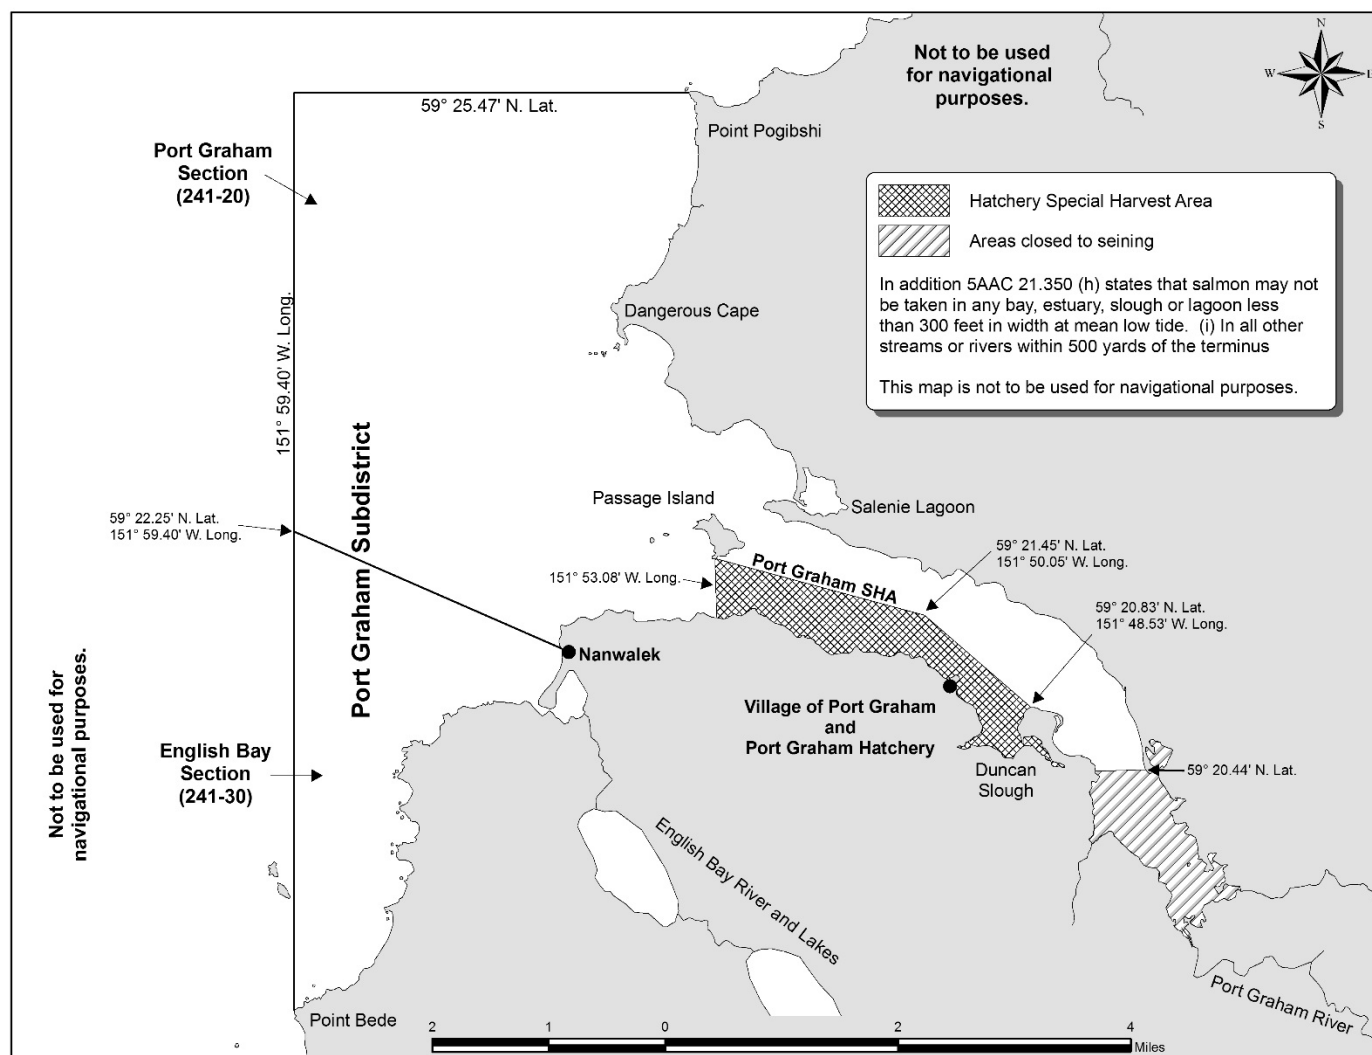 Not to be used
for navigational
purposes.
N
W
E
S
59° 25.47' N. Lat.
Point Pogibshi
Port Graham
Section
(241-20)
Hatchery Special Harvest Area
Areas closed to seining
In addition 5AAC 21.350 (h) states that salmon may not
be taken in any bay, estuary, slough or lagoon less
than 300 feet in width at mean low tide.  (i) In all other
streams or rivers within 500 yards of the terminus
This map is not to be used for navigational purposes.
151° 59.40' W. Long.
Dangerous Cape
Port Graham Subdistrict
Passage Island
Salenie Lagoon
59° 22.25' N. Lat.
151° 59.40' W. Long.
59° 21.45' N. Lat.
151° 50.05' W. Long.
151° 53.08' W. Long.
Port Graham SHA
59° 20.83' N. Lat.
151° 48.53' W. Long.
Nanwalek
Not to be used for
navigational purposes.
Village of Port Graham
and
Port Graham Hatchery
English Bay
Section
(241-30)
Duncan
Slough
59° 20.44' N. Lat.
English Bay River and Lakes
Port Graham River
Point Bede
2
1
0
2
4
Miles